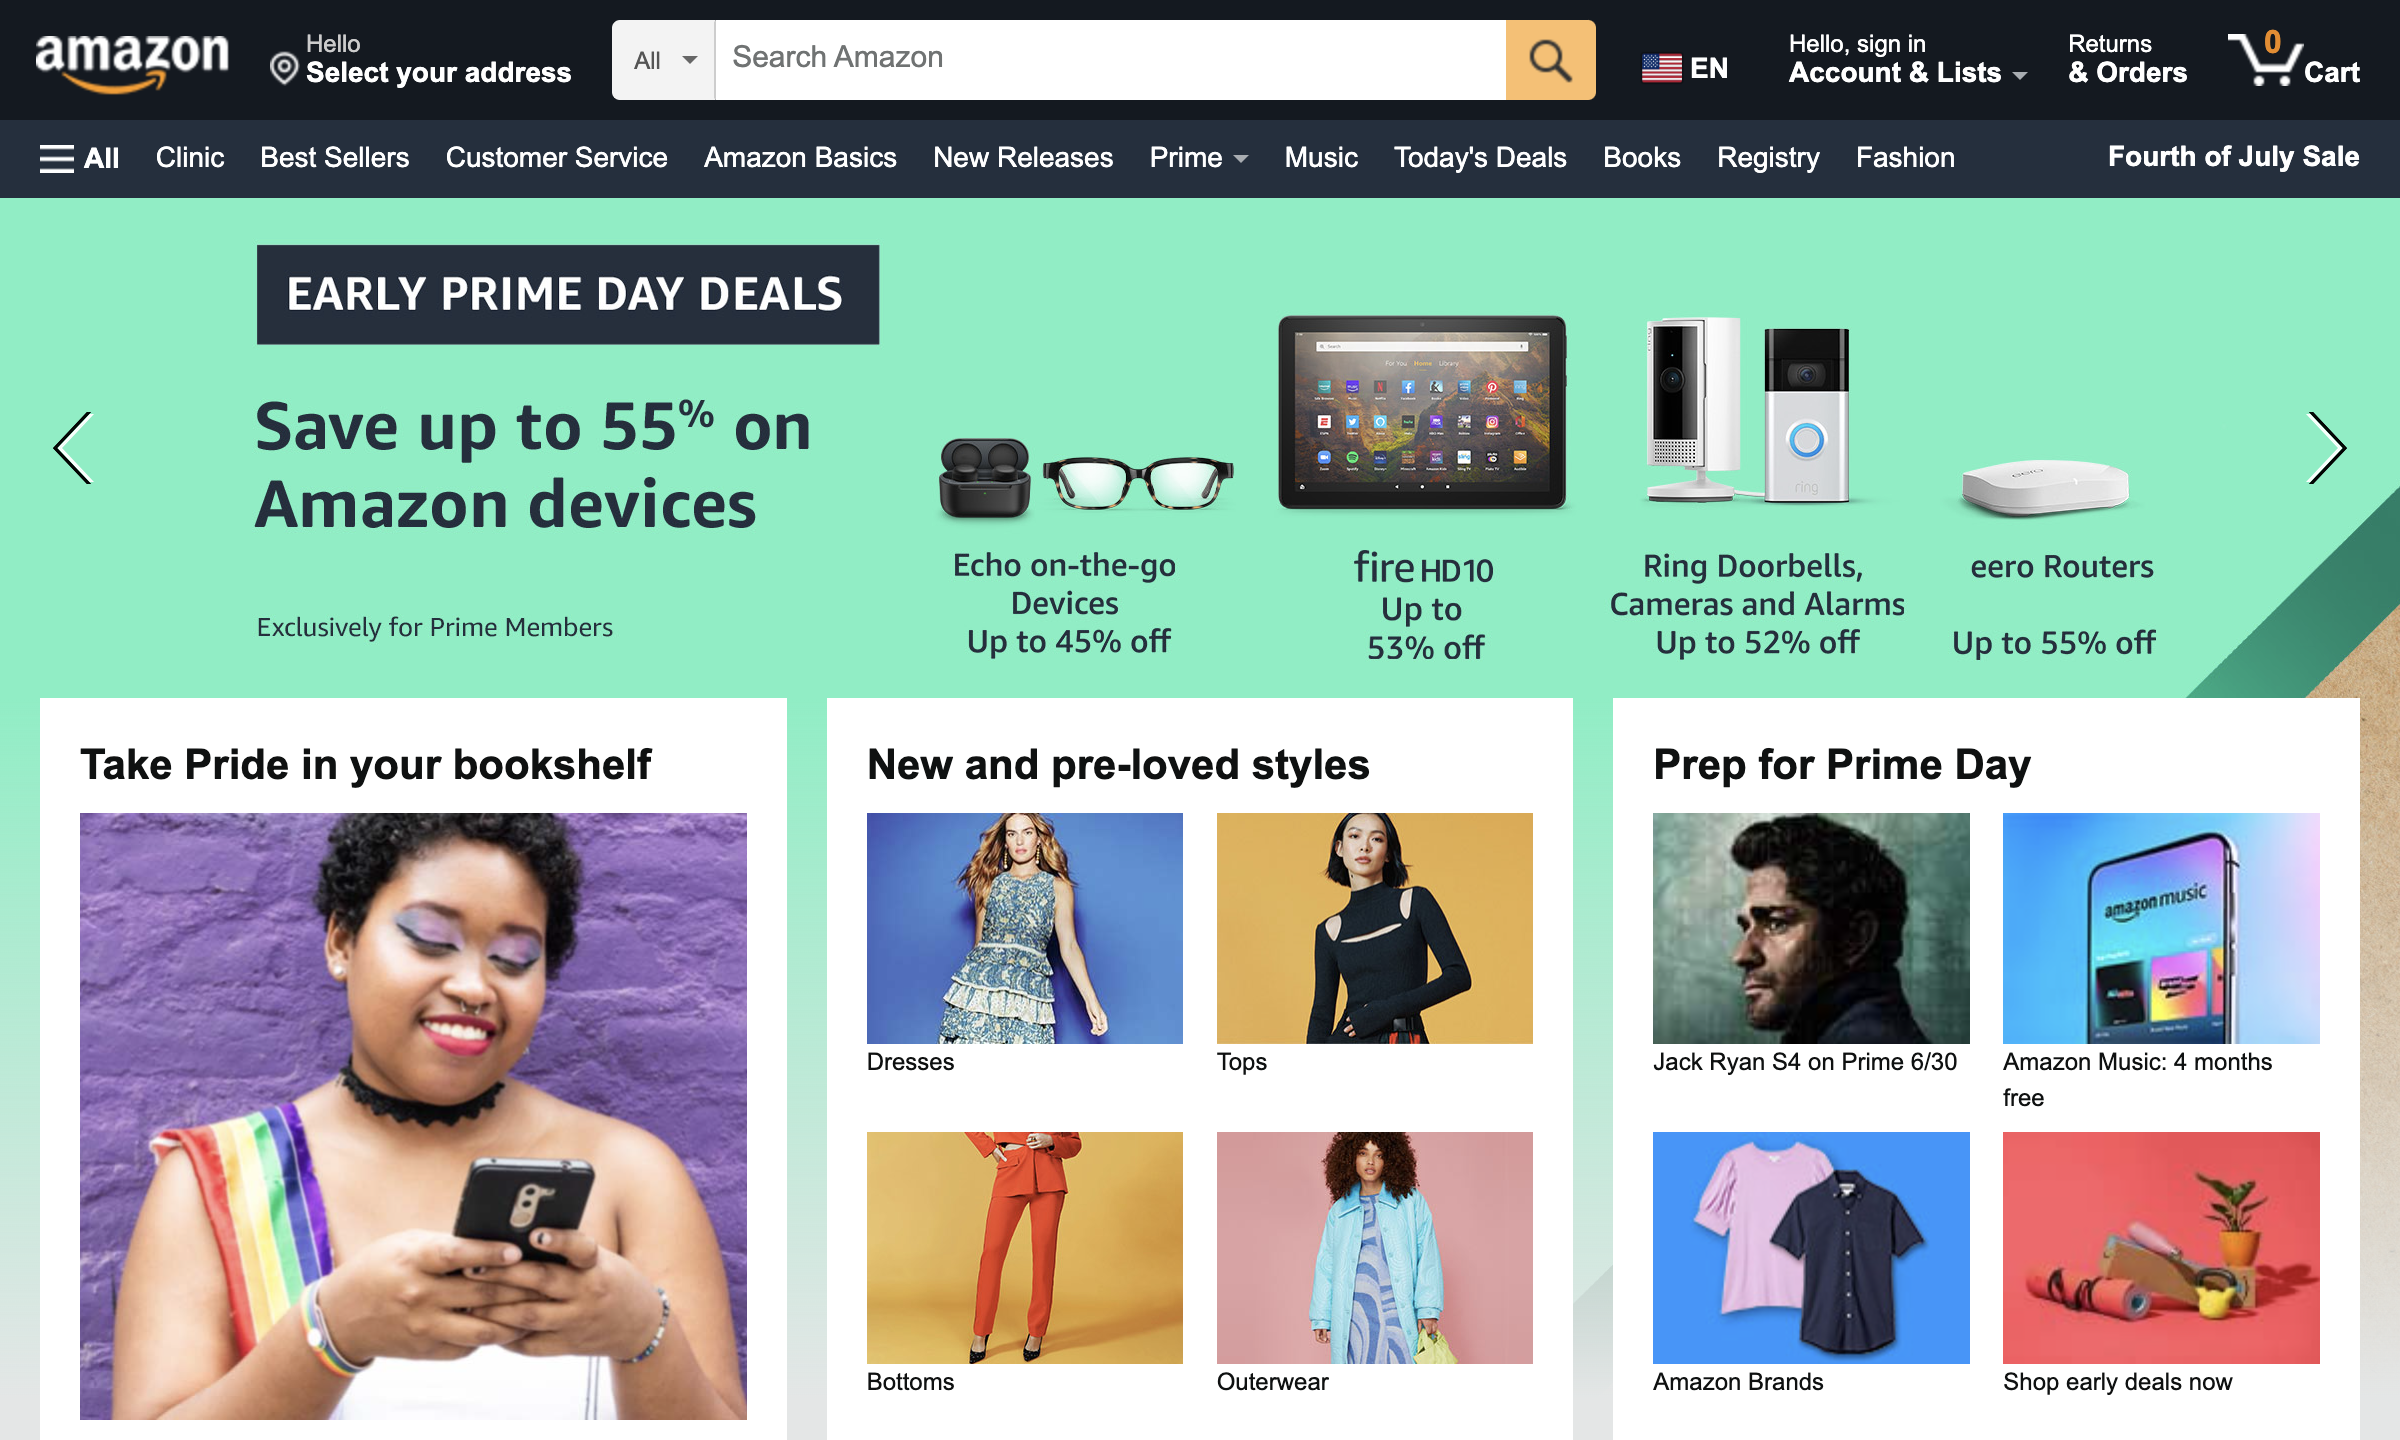 amazon
Hello
Select your address
All
Search Amazon
EN
Hello, sign in
Account & Lists
Returns
& Orders
0
Cart
All
Clinic
Best Sellers
Customer Service
Amazon Basics
New Releases
Prime
Music
Today's Deals
Books
Registry
Fashion
Fourth of July Sale
EARLY PRIME DAY DEALS
Save up to 55% on
Amazon devices
Exclusively for Prime Members
Echo on-the-go
Devices
Up to 45% off
fire HD10
Up to
53% off
ring
Ring Doorbells,
Cameras and Alarms
Up to 52% off
eero
eero Routers
Up to 55% off
Take Pride in your bookshelf
New and pre-loved styles
Dresses
Tops
Bottoms
Outerwear
Prep for Prime Day
Jack Ryan S4 on Prime 6/30
amazon music
Amazon Music: 4 months
free
Amazon Brands
Shop early deals now